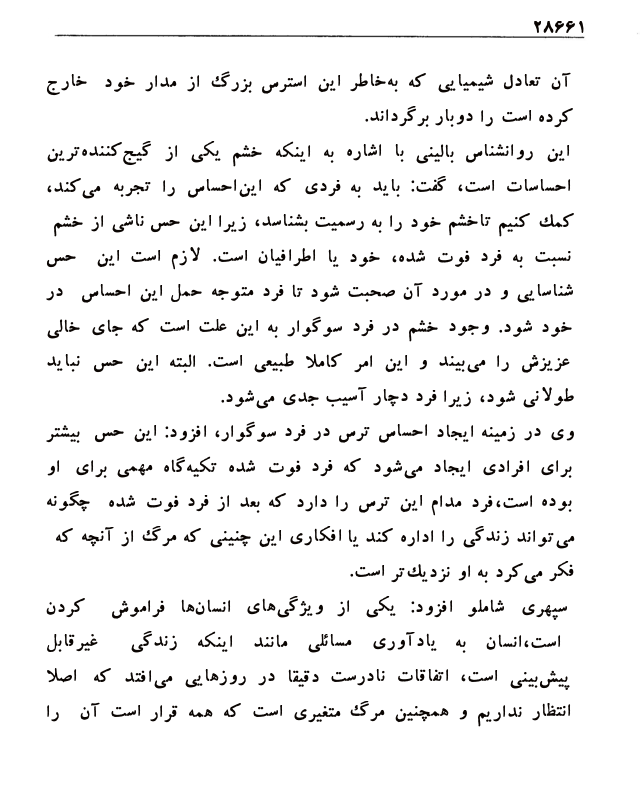 ۲۸۶۶۱
آن تعادل شیمیایی که به‌خاطر این استرس بزرگ از مدار خود خارج
کرده است را دوبار برگرداند.
این روانشناس بالینی با اشاره به اینکه خشم یکی از گیج‌کننده‌ترین
احساسات است، گفت: باید به فردی که این‌احساس را تجربه می‌کند،
کمک کنیم تاخشم خود را به رسمیت بشناسد، زیرا این حس ناشی از خشم
نسبت به فرد فوت شده، خود یا اطرافیان است. لازم است این حس
شناسایی و در مورد آن صحبت شود تا فرد متوجه حمل این احساس در
خود شود. وجود خشم در فرد سوگوار به این علت است که جای خالی
عزیزش را می‌بیند و این امر کاملا طبیعی است. البته این حس نباید
طولانی شود، زیرا فرد دچار آسیب جدی می‌شود.
وی در زمینه ایجاد احساس ترس در فرد سوگوار، افزود: این حس بیشتر
برای افرادی ایجاد می‌شود که فرد فوت شده تکیه‌گاه مهمی برای او
بوده است،فرد مدام این ترس را دارد که بعد از فرد فوت شده چگونه
می‌تواند زندگی را اداره کند یا افکاری این چنینی که مرگ از آنچه که
فکر می‌کرد به او نزدیک‌تر است.
سپهری شاملو افزود: یکی از ویژگی‌های انسان‌ها فراموش کردن
است،انسان به یادآوری مسائلی مانند اینکه زندگی غیرقابل
پیش‌بینی است، اتفاقات نادرست دقیقا در روزهایی می‌افتد که اصلا
انتظار نداریم و همچنین مرگ متغیری است که همه قرار است آن را